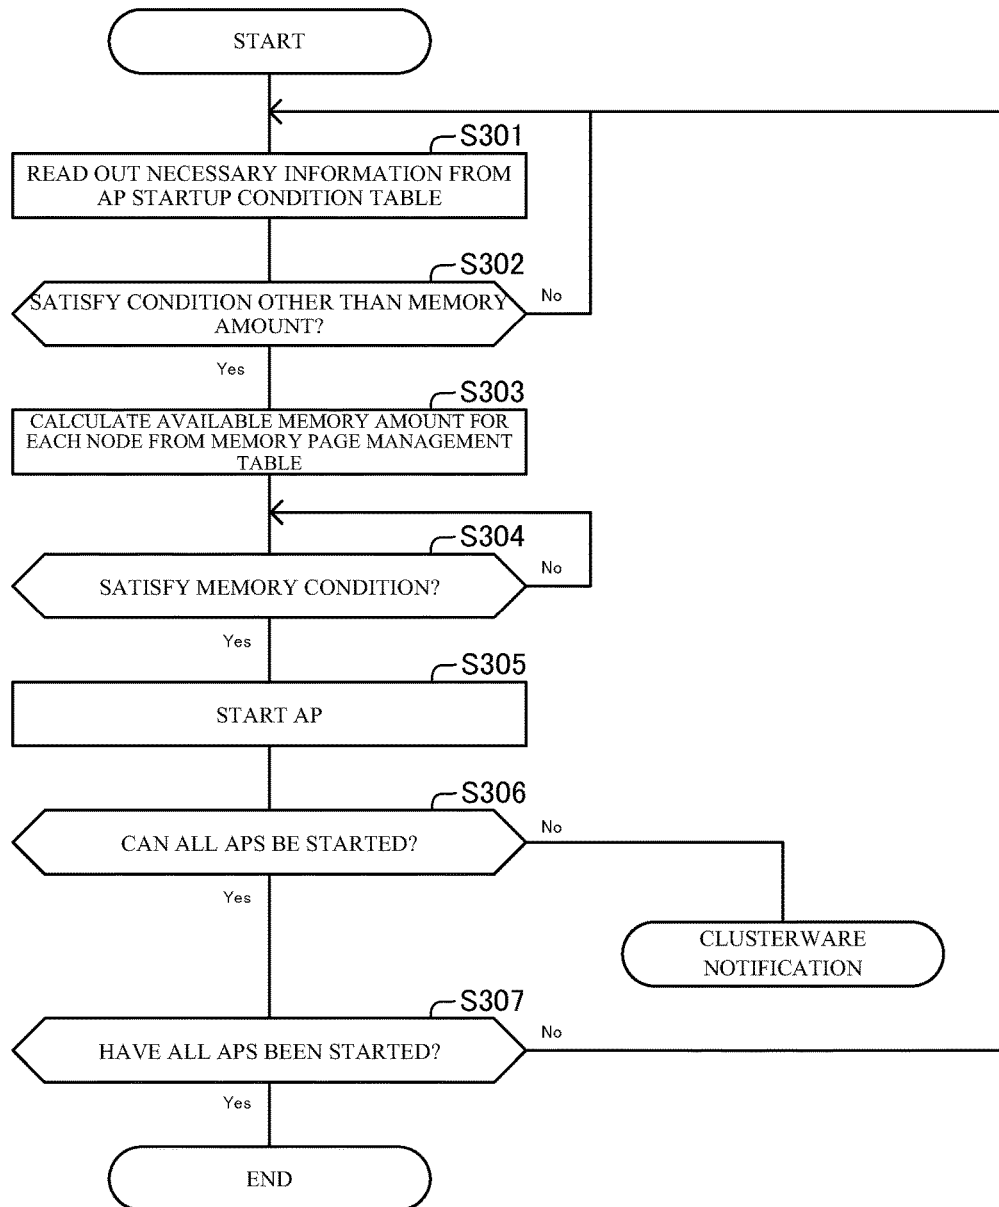 START
S301
READ OUT NECESSARY INFORMATION FROM
AP STARTUP CONDITION TABLE
S302
SATISFY CONDITION OTHER THAN MEMORY
AMOUNT?
No
Yes
S303
CALCULATE AVAILABLE MEMORY AMOUNT FOR
EACH NODE FROM MEMORY PAGE MANAGEMENT
TABLE
S304
SATISFY MEMORY CONDITION?
No
Yes
S305
START AP
S306
CAN ALL APS BE STARTED?
No
Yes
CLUSTERWARE
NOTIFICATION
S307
HAVE ALL APS BEEN STARTED?
No
Yes
END